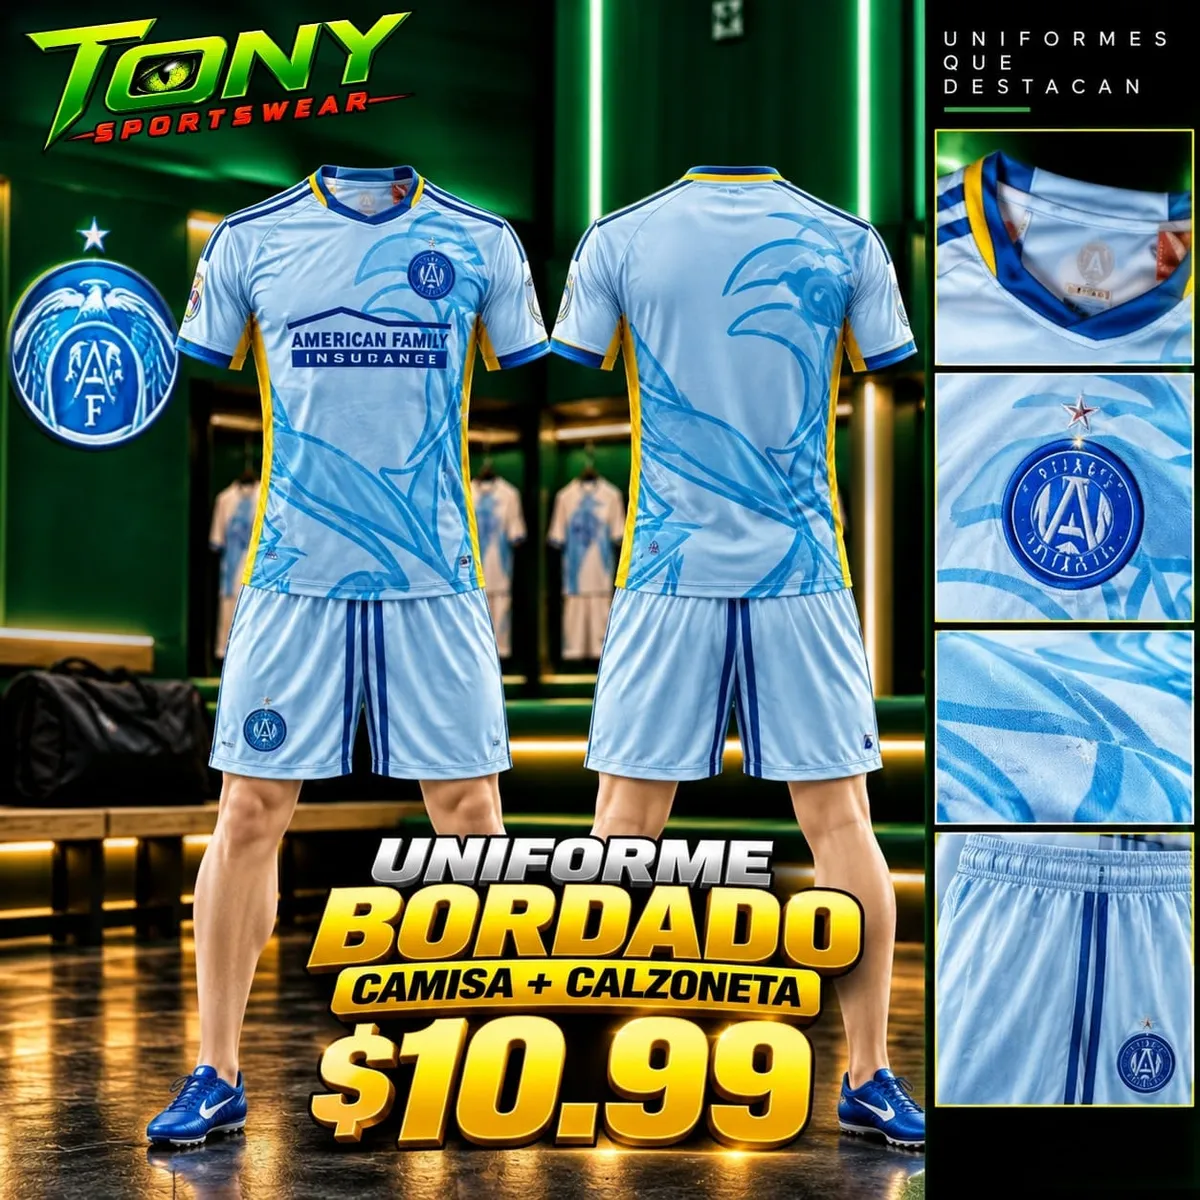 TONY
SPORTSWEAR
UNIFORMES
QUE
DESTACAN
A
F
AMERICAN FAMILY
INSURANCE
UNIFORME
BORDADO
CAMISA + CALZONETA
$10.99